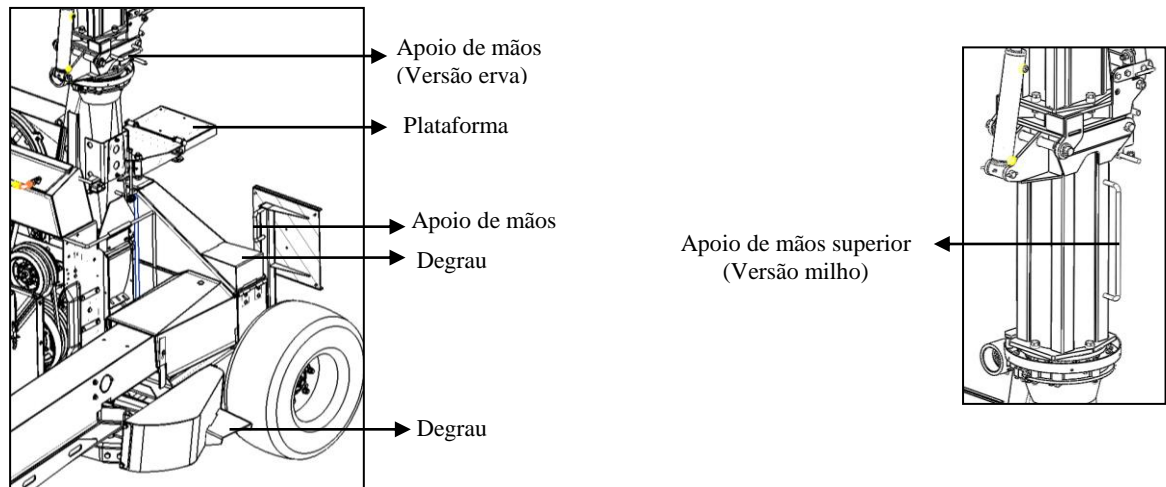 Apoio de mãos
(Versão erva)
Plataforma
Apoio de mãos
Degrau
Degrau
Apoio de mãos superior
(Versão milho)